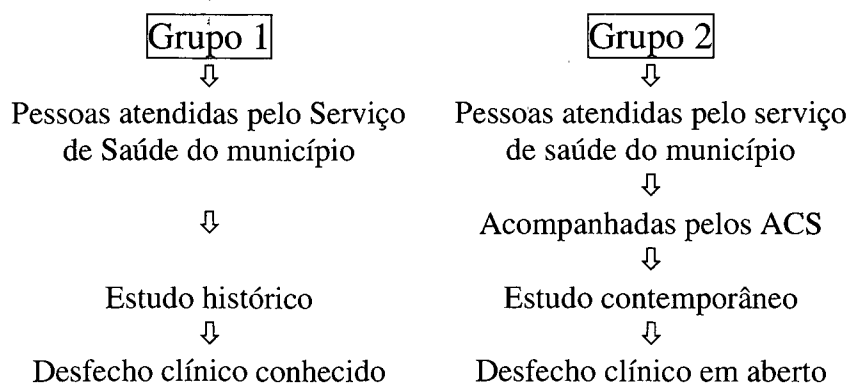 Grupo 1
Pessoas atendidas pelo Serviço
de Saúde do município
Estudo histórico
Desfecho clínico conhecido
Grupo 2
Pessoas atendidas pelo serviço
de saúde do município
Acompanhadas pelos ACS
Estudo contemporâneo
Desfecho clínico em aberto